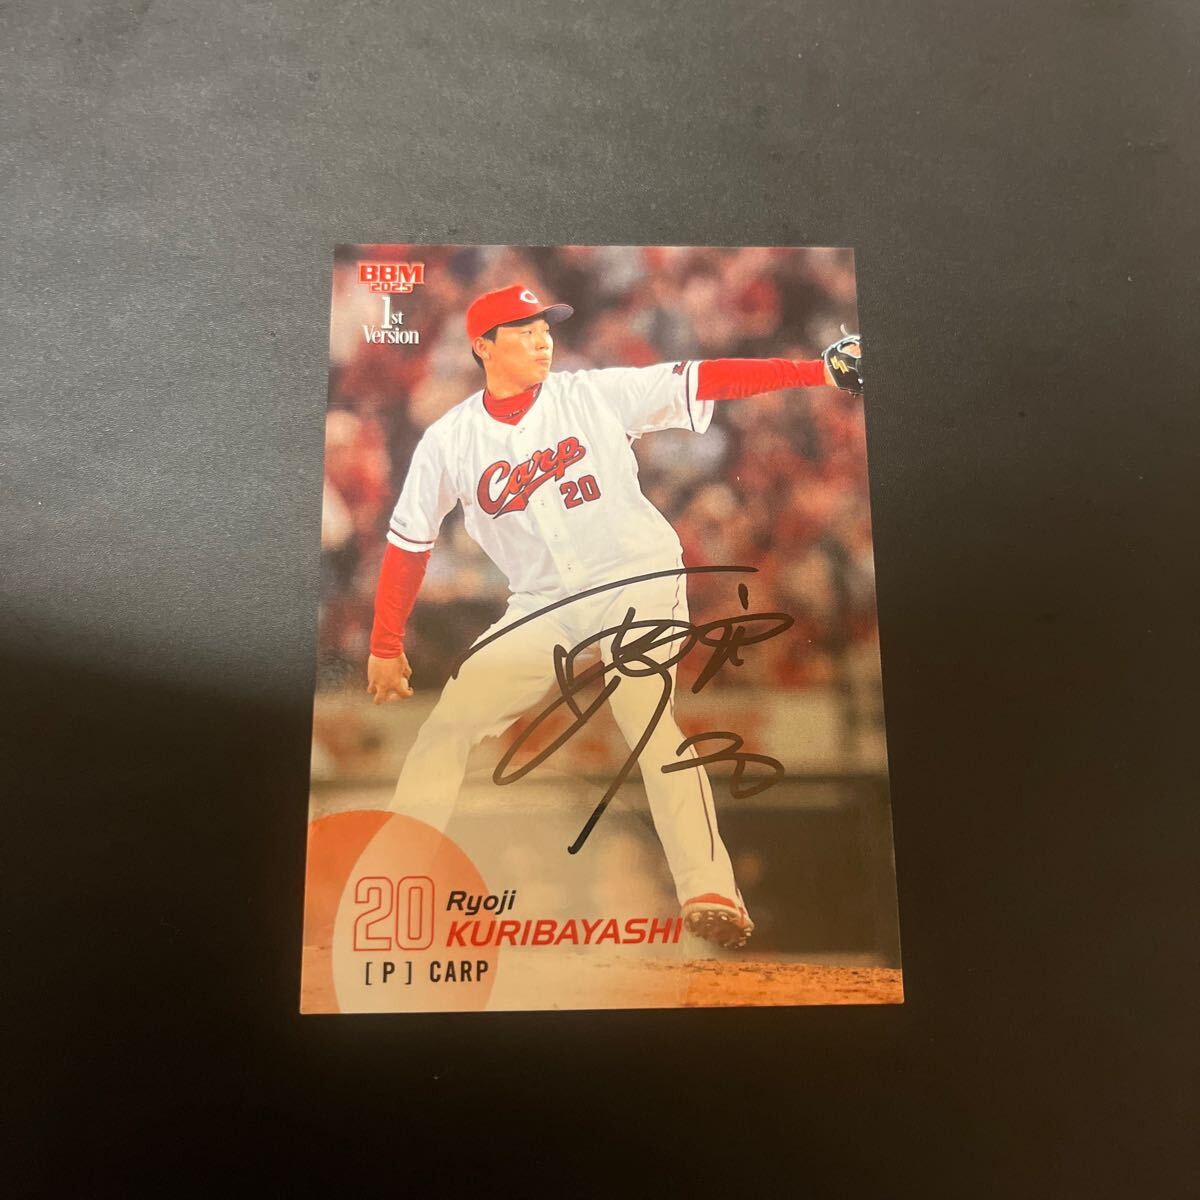 BBM
2025
1st
Version
Carp
20
20
Ryoji
KURIBAYASHI
[P] CARP